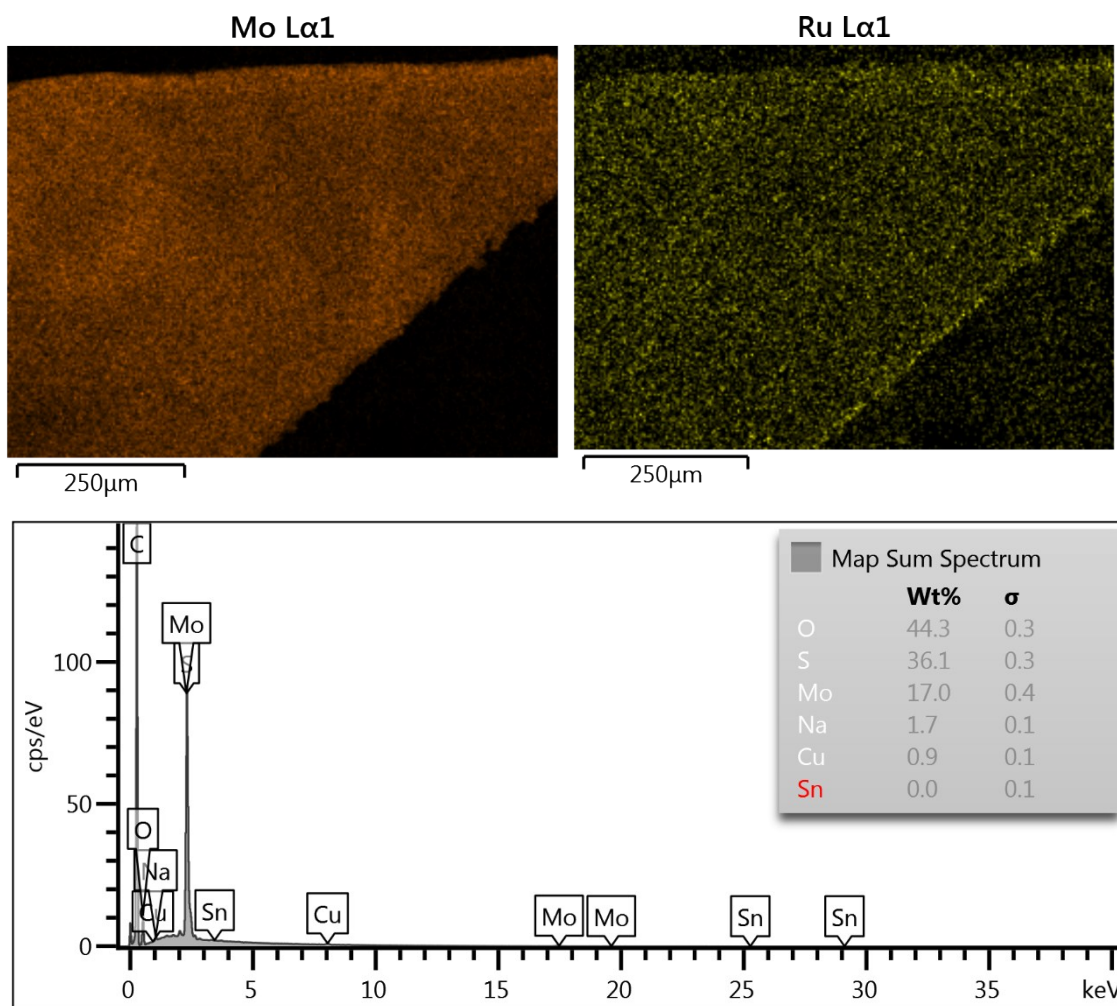 Mo Lα1
Ru Lα1
250µm
250µm
C
Mo
S
O
Na
Cu
Sn
Cu
Mo
Mo
Sn
Sn
100
50
0
cps/eV
0 5 10 15 20 25 30 35 keV
Map Sum Spectrum
Wt% σ
O 44.3 0.3
S 36.1 0.3
Mo 17.0 0.4
Na 1.7 0.1
Cu 0.9 0.1
Sn 0.0 0.1